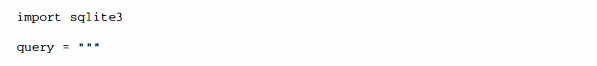 import sqlite3
query = """